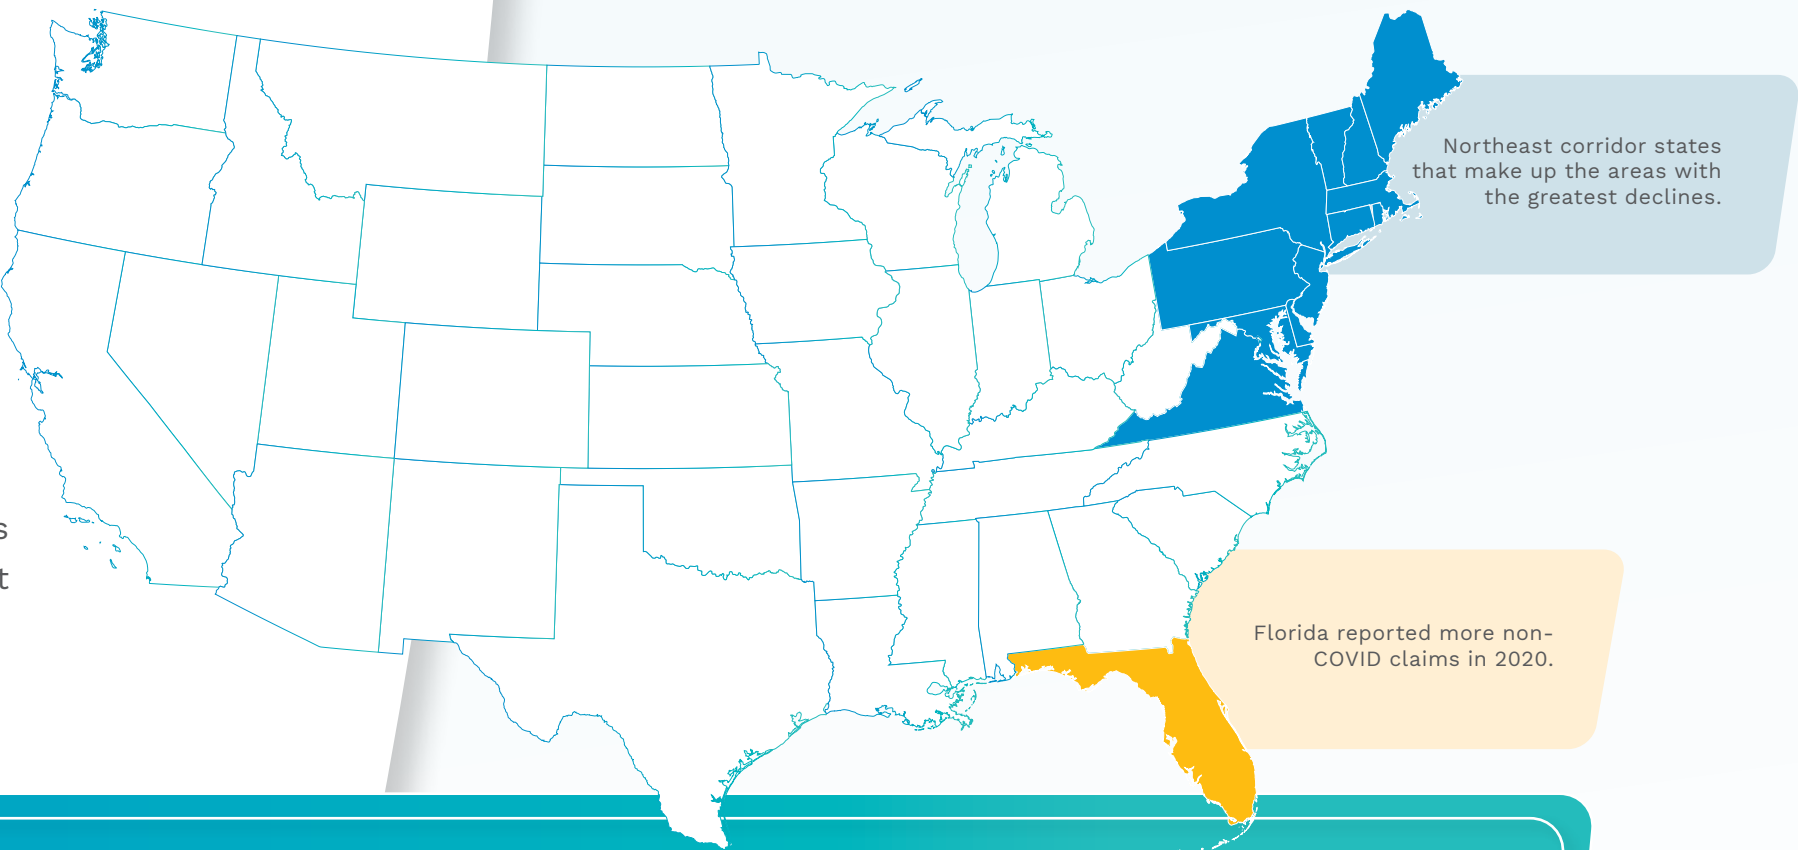 Northeast corridor states
that make up the areas with
the greatest declines.
s
t
Florida reported more non-
COVID claims in 2020.